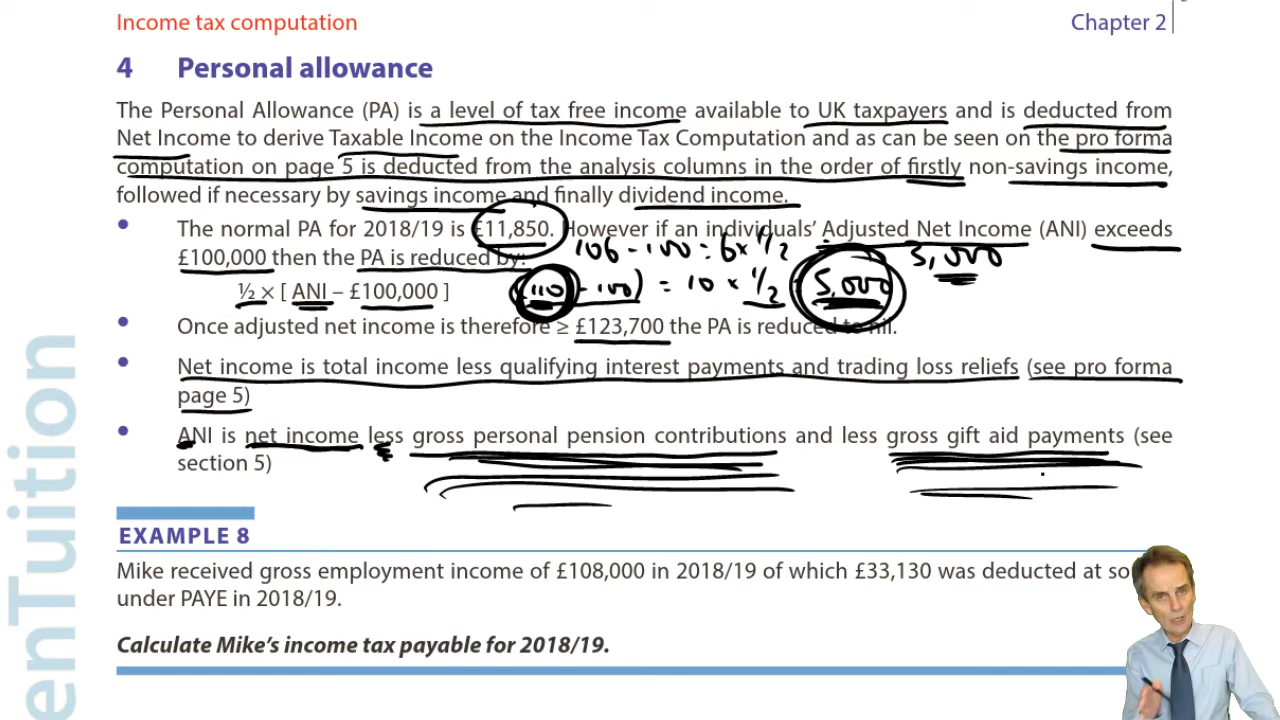 Income tax computation
Chapter 2
4 Personal allowance
The Personal Allowance (PA) is a level of tax free income available to UK taxpayers and is deducted from
Net Income to derive Taxable Income on the Income Tax Computation and as can be seen on the pro forma
computation on page 5 is deducted from the analysis columns in the order of firstly non-savings income,
followed if necessary by savings income and finally dividend income.
• The normal PA for 2018/19 is £11,850. However if an individuals' Adjusted Net Income (ANI) exceeds
£100,000 then the PA is reduced by:
106 - 100 = 6 × 1/2
3,000
½ × [ ANI – £100,000 ]
(110 - 100) = 10 × 1/2
5,000
• Once adjusted net income is therefore ≥ £123,700 the PA is reduced to nil.
• Net income is total income less qualifying interest payments and trading loss reliefs (see pro forma
page 5)
• ANI is net income less gross personal pension contributions and less gross gift aid payments (see
section 5)
EXAMPLE 8
Mike received gross employment income of £108,000 in 2018/19 of which £33,130 was deducted at so
under PAYE in 2018/19.
Calculate Mike's income tax payable for 2018/19.
enTuition